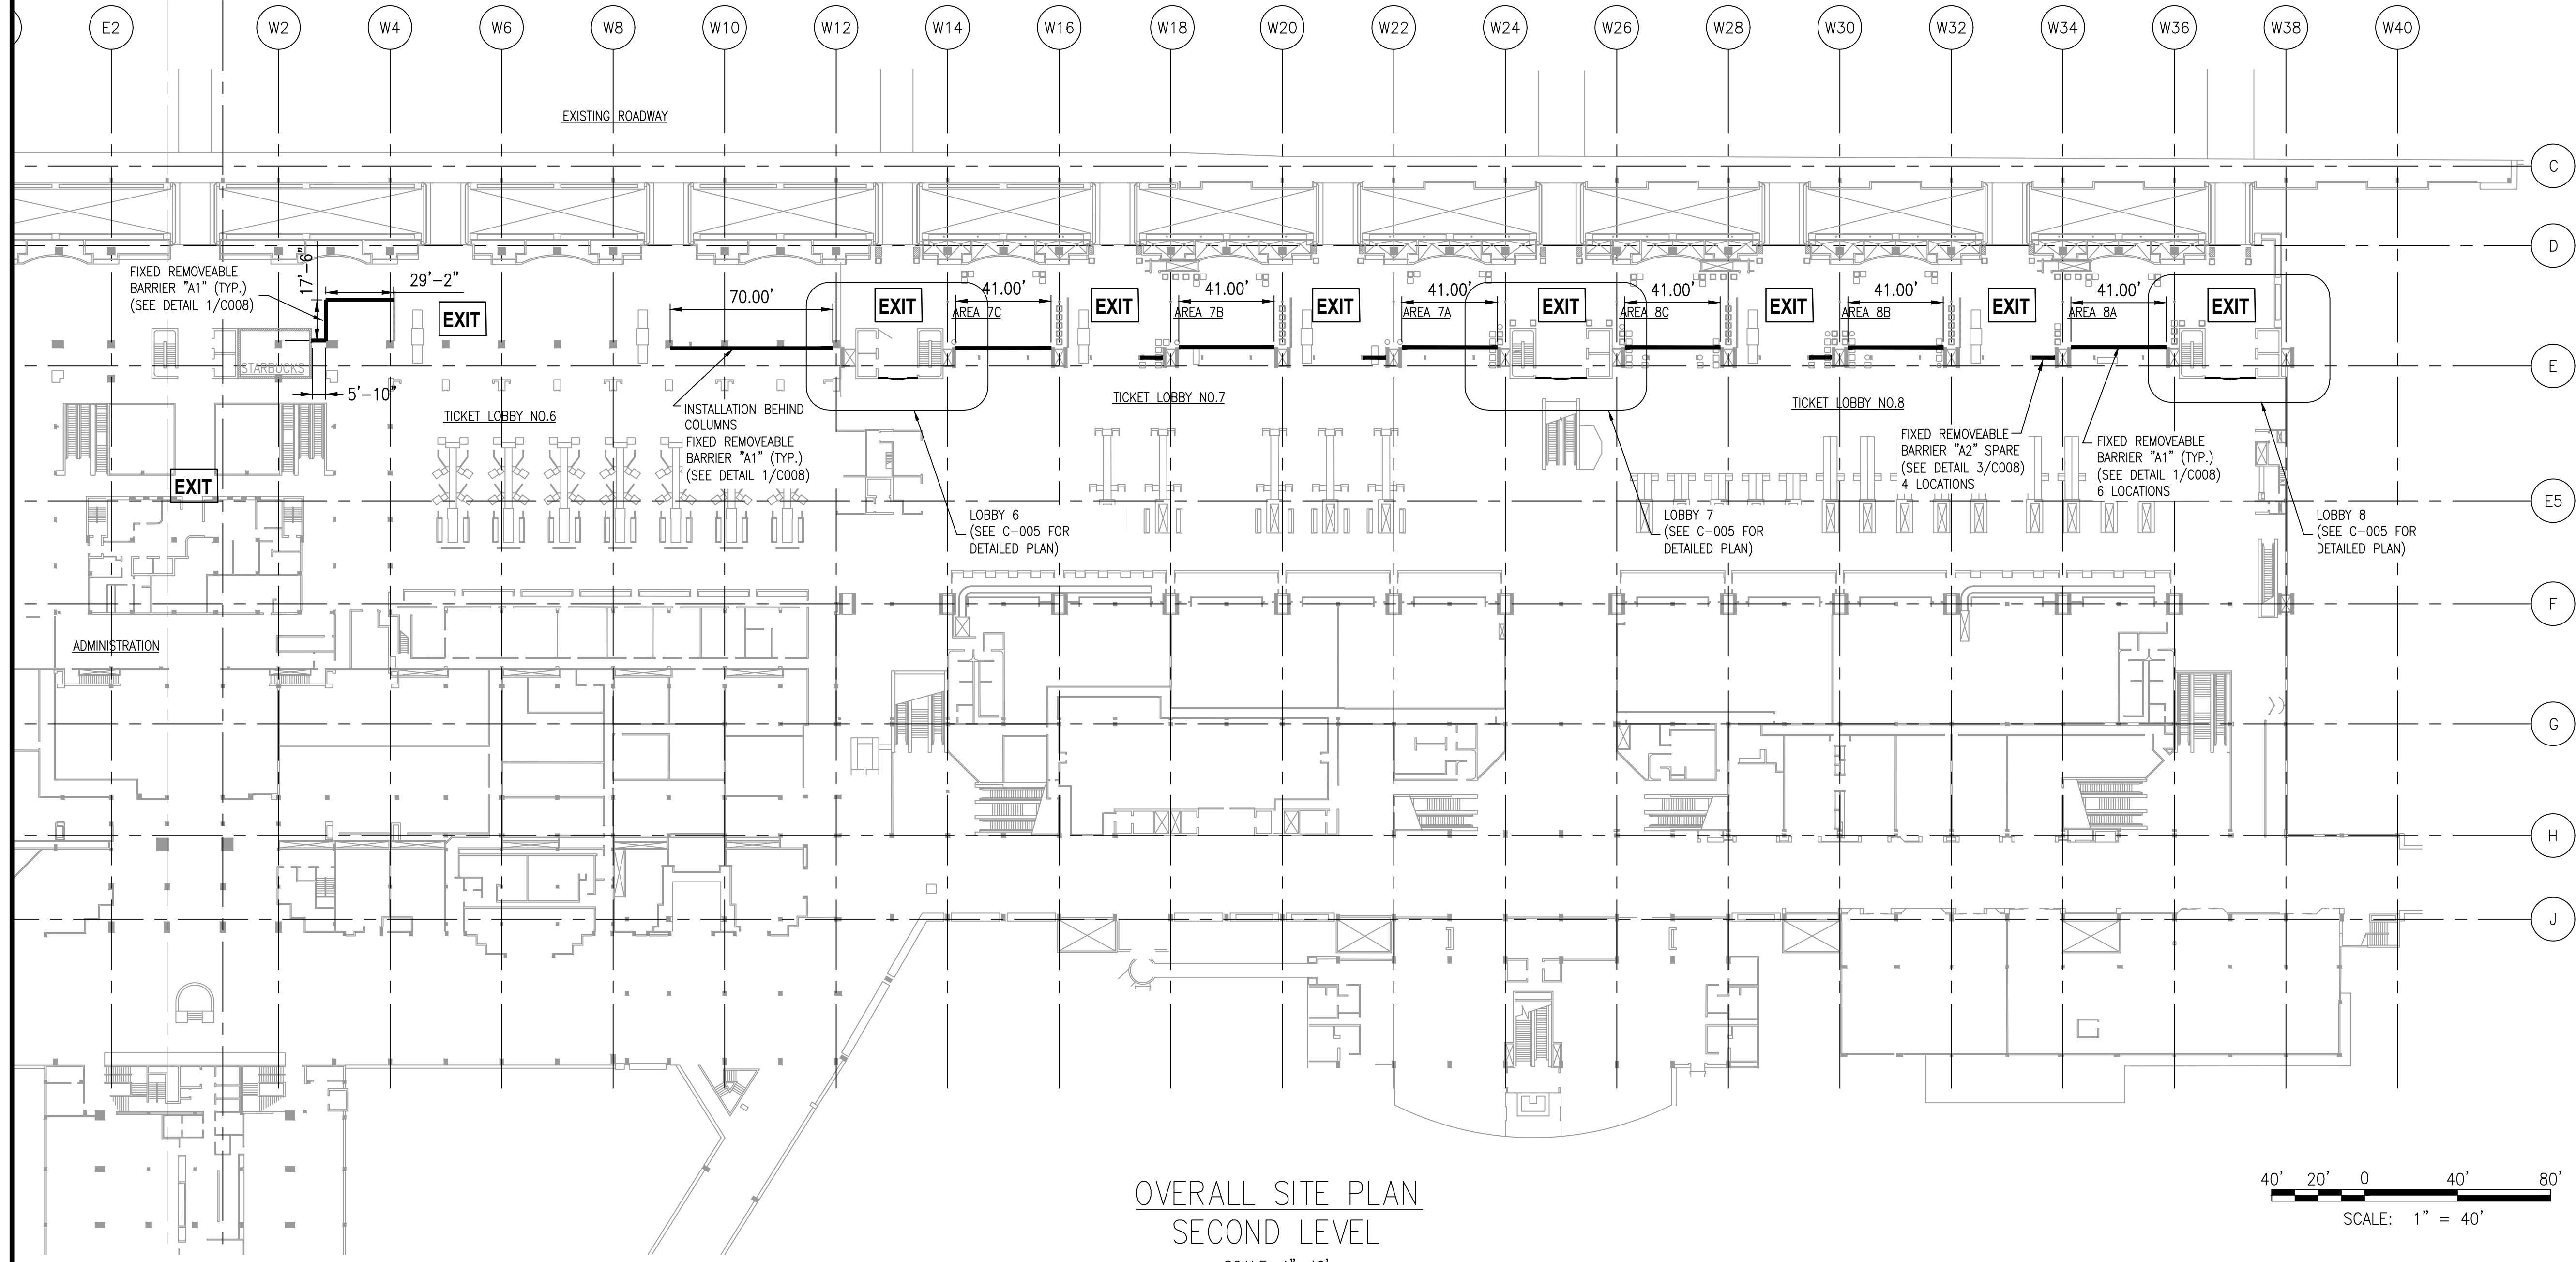 E2
W2
W4
W6
W8
W10
W12
W14
W16
W18
W20
W22
W24
W26
W28
W30
W32
W34
W36
W38
W40
EXISTING ROADWAY
C
D
FIXED REMOVEABLE
BARRIER "A1" (TYP.)
(SEE DETAIL 1/C008)
17'-6"
29'-2"
EXIT
70.00'
EXIT
41.00'
AREA 7C
EXIT
41.00'
AREA 7B
EXIT
41.00'
AREA 7A
EXIT
41.00'
AREA 8C
EXIT
41.00'
AREA 8B
EXIT
41.00'
AREA 8A
EXIT
STARBUCKS
5'-10"
E
TICKET LOBBY NO.6
INSTALLATION BEHIND
COLUMNS
FIXED REMOVEABLE
BARRIER "A1" (TYP.)
(SEE DETAIL 1/C008)
TICKET LOBBY NO.7
TICKET LOBBY NO.8
FIXED REMOVEABLE
BARRIER "A2" SPARE
(SEE DETAIL 3/C008)
4 LOCATIONS
FIXED REMOVEABLE
BARRIER "A1" (TYP.)
(SEE DETAIL 1/C008)
6 LOCATIONS
EXIT
E5
LOBBY 6
(SEE C-005 FOR
DETAILED PLAN)
LOBBY 7
(SEE C-005 FOR
DETAILED PLAN)
LOBBY 8
(SEE C-005 FOR
DETAILED PLAN)
F
ADMINISTRATION
G
H
J
OVERALL SITE PLAN
SECOND LEVEL
40' 20' 0 40' 80'
SCALE: 1" = 40'